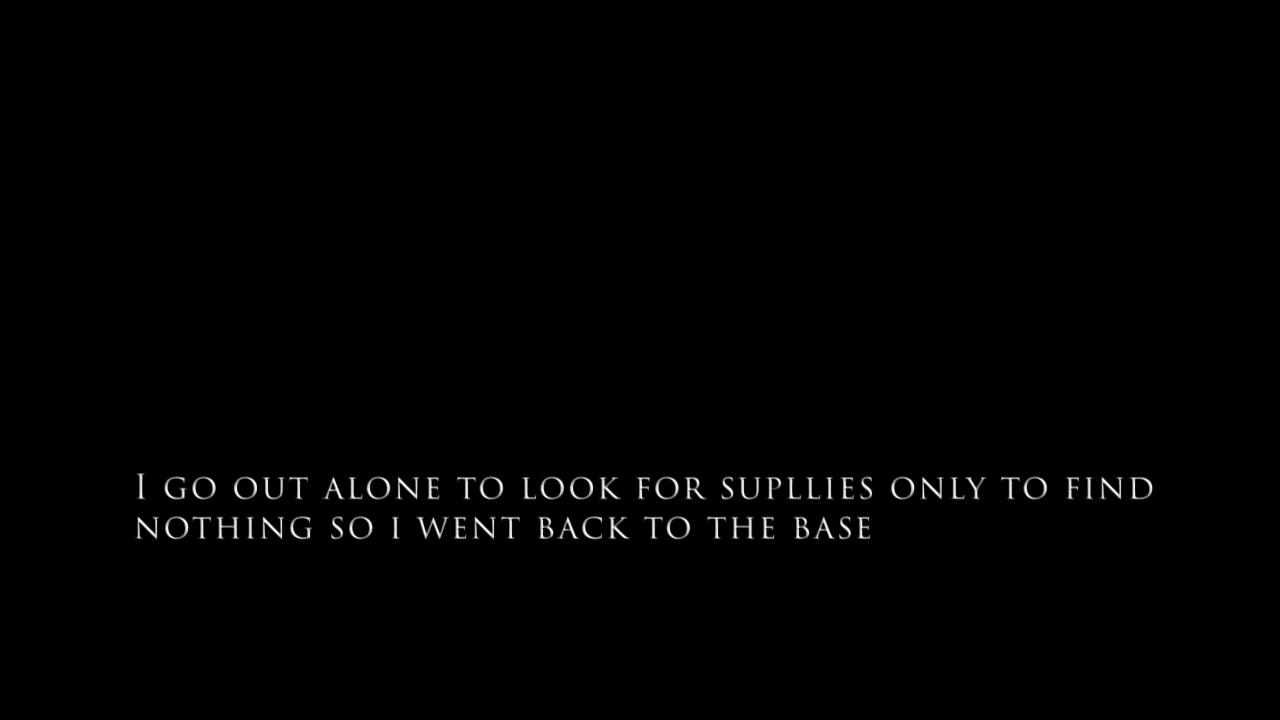 I GO OUT ALONE TO LOOK FOR SUPLLIES ONLY TO FIND
NOTHING SO I WENT BACK TO THE BASE